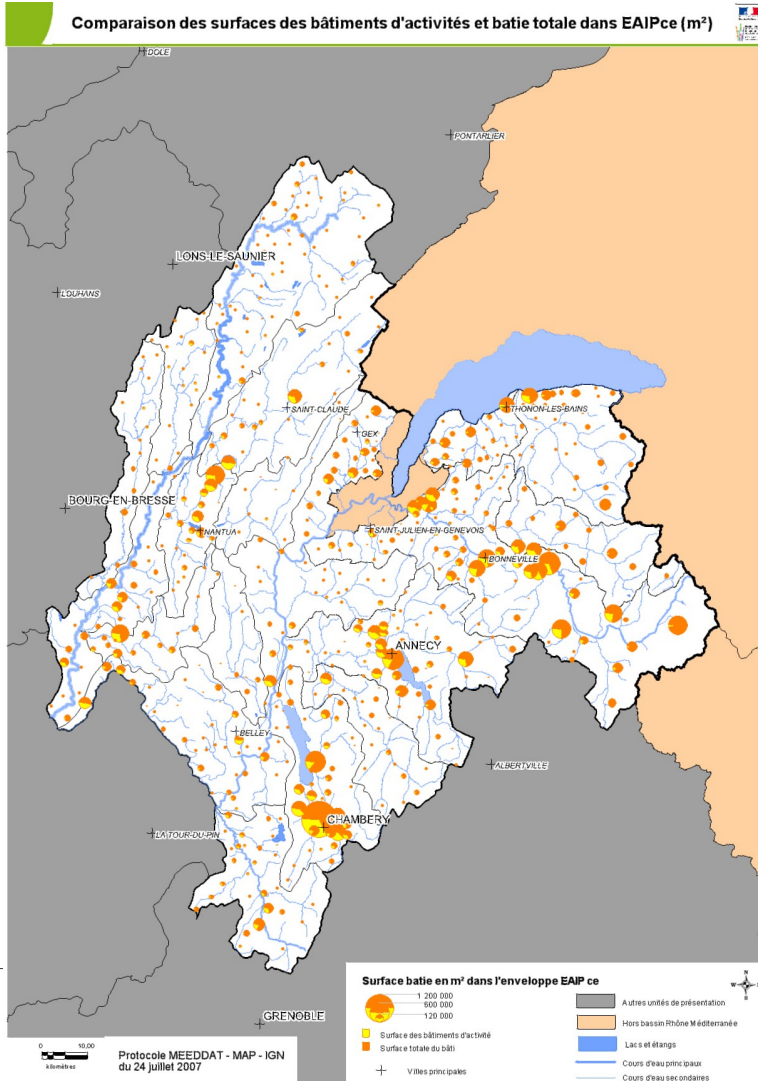 Comparaison des surfaces des bâtiments d'activités et batie totale dans EAIPce (m²)
DOLE
PONTARLIER
LONS-LE-SAUNIER
LOUHANS
SAINT-CLAUDE
THONON-LES-BAINS
GEX
BOURG-EN-BRESSE
NANTUA
SAINT-JULIEN-EN-GENEVOIS
BONNEVILLE
ANNECY
BELLEY
ALBERTVILLE
CHAMBERY
LA TOUR-DU-PIN
GRENOBLE
Surface batie en m² dans l'enveloppe EAIP ce
1 200 000
600 000
120 000
Surface des bâtiments d'activité
Surface totale du bâti
Villes principales
N
W
Autres unités de présentation
Hors bassin Rhône Méditerranée
Lacs et étangs
Cours d'eau principaux
Cours d'eau secondaires
0 10,00
kilomètres
Protocole MEEDDAT - MAP - IGN
du 24 juillet 2007